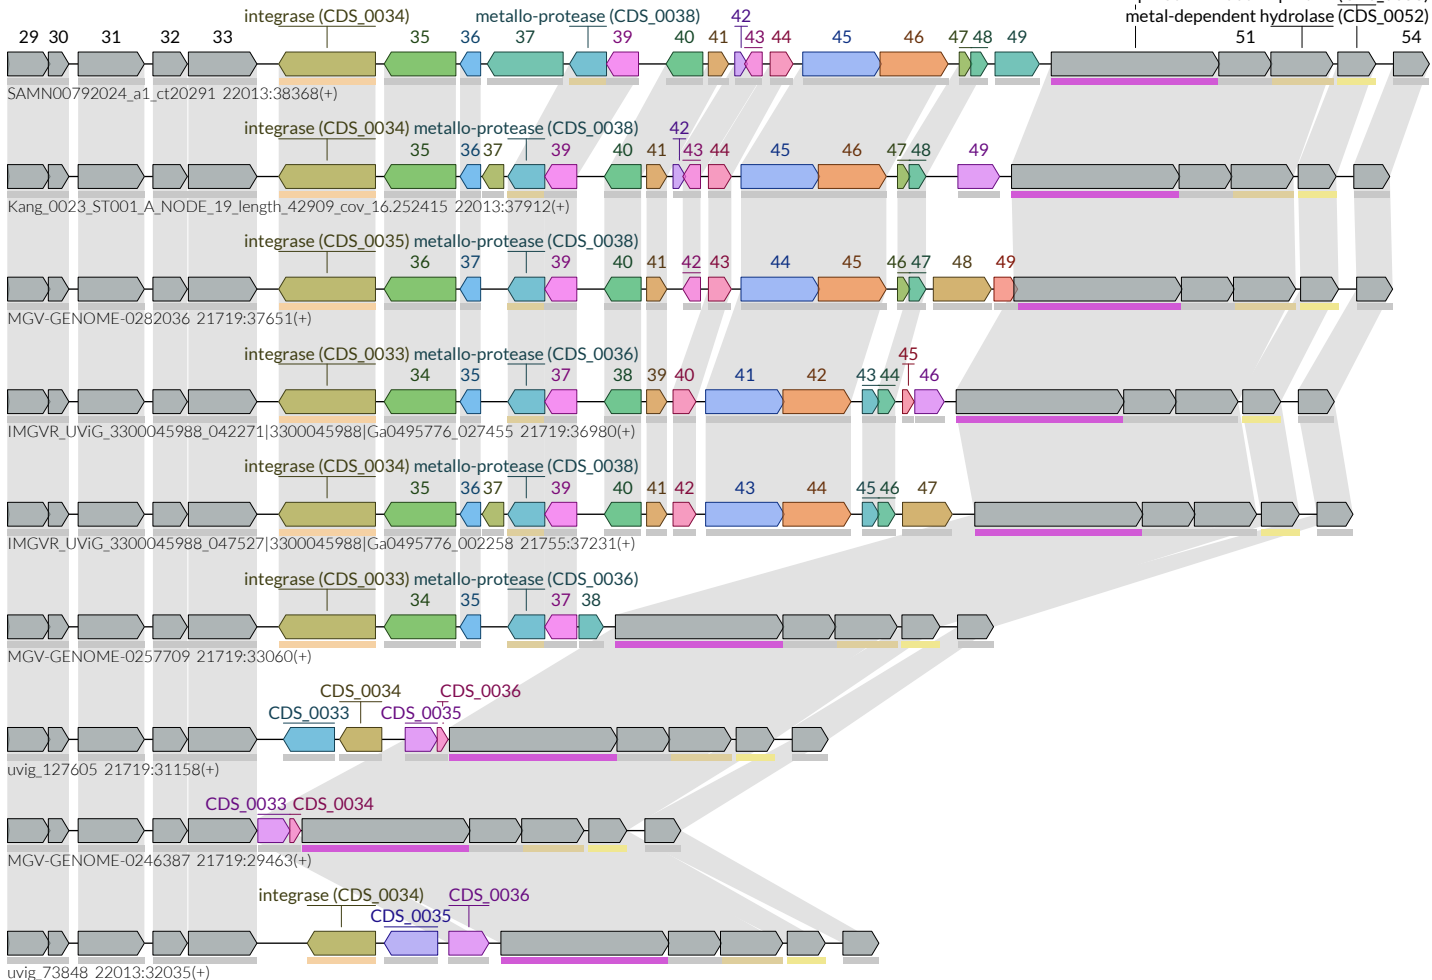 metal-dependent hydrolase (CDS_0052)
integrase (CDS_0034) metallo-protease (CDS_0038) 42
29 30 31 32 33 35 36 37 39 40 41 43 44 45 46 47 48 49 51 54
SAMN00792024_a1_ct20291 22013:38368(+)
integrase (CDS_0034) metallo-protease (CDS_0038) 42
35 36 37 39 40 41 43 44 45 46 47 48 49
Kang_0023_ST001_A_NODE_19_length_42909_cov_16.252415 22013:37912(+)
integrase (CDS_0035) metallo-protease (CDS_0038)
36 37 39 40 41 42 43 44 45 46 47 48 49
MGV-GENOME-0282036 21719:37651(+)
integrase (CDS_0033) metallo-protease (CDS_0036) 45
34 35 37 38 39 40 41 42 43 44 46
IMGVR_UViG_3300045988_042271|3300045988|Ga0495776_027455 21719:36980(+)
integrase (CDS_0034) metallo-protease (CDS_0038)
35 36 37 39 40 41 42 43 44 45 46 47
IMGVR_UViG_3300045988_047527|3300045988|Ga0495776_002258 21755:37231(+)
integrase (CDS_0033) metallo-protease (CDS_0036)
34 35 37 38
MGV-GENOME-0257709 21719:33060(+)
CDS_0034 CDS_0036
CDS_0033 CDS_0035
uvig_127605 21719:31158(+)
CDS_0033 CDS_0034
MGV-GENOME-0246387 21719:29463(+)
integrase (CDS_0034) CDS_0036
CDS_0035
uvig_73848 22013:32035(+)